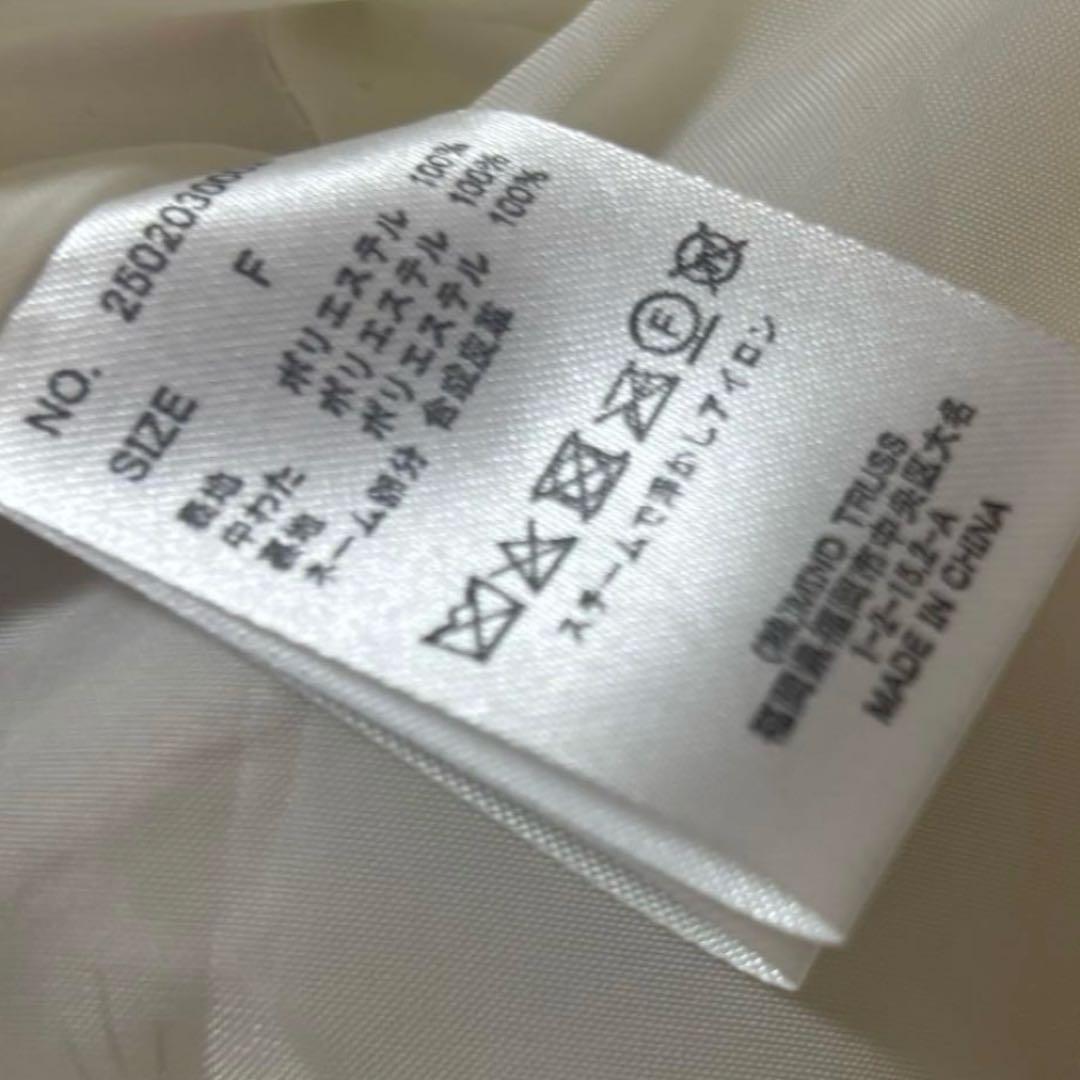 NO. 250203000
SIZE F
表地 ポリエステル 100%
中わた ポリエステル 100%
裏地 ポリエステル 100%
ネーム部分 合成皮革
F
スチームで浮かしアイロン
(株)MIND TRUSS
福岡県福岡市中央区大名
1-2-15,2-A
MADE IN CHINA